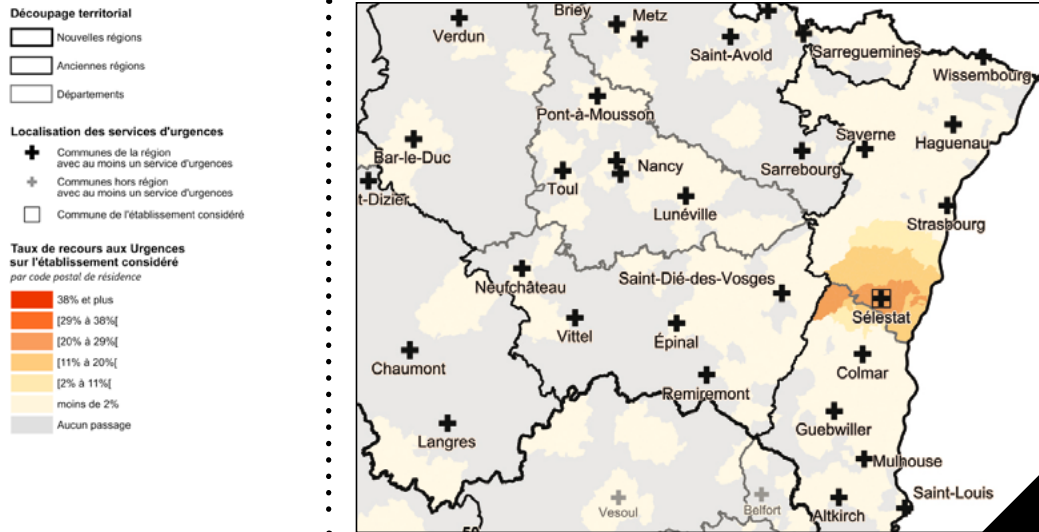 Découpage territorial
Nouvelles régions
Anciennes régions
Départements
Localisation des services d'urgences
Communes de la région
avec au moins un service d'urgences
Communes hors région
avec au moins un service d'urgences
Commune de l'établissement considéré
Taux de recours aux Urgences
sur l'établissement considéré
par code postal de résidence
38% et plus
[29% à 38%[
[20% à 29%[
[11% à 20%[
[2% à 11%[
moins de 2%
Aucun passage
Briey
Metz
Verdun
Saint-Avold
Sarreguemines
Wissembourg
Pont-à-Mousson
Haguenau
Saverne
Bar-le-Duc
Nancy
Sarrebourg
Toul
t-Dizier
Lunéville
Strasbourg
Saint-Dié-des-Vosges
Neufchâteau
Sélestat
Vittel
Épinal
Chaumont
Colmar
Remiremont
Guebwiller
Langres
Mulhouse
Saint-Louis
Vesoul
Belfort
Altkirch